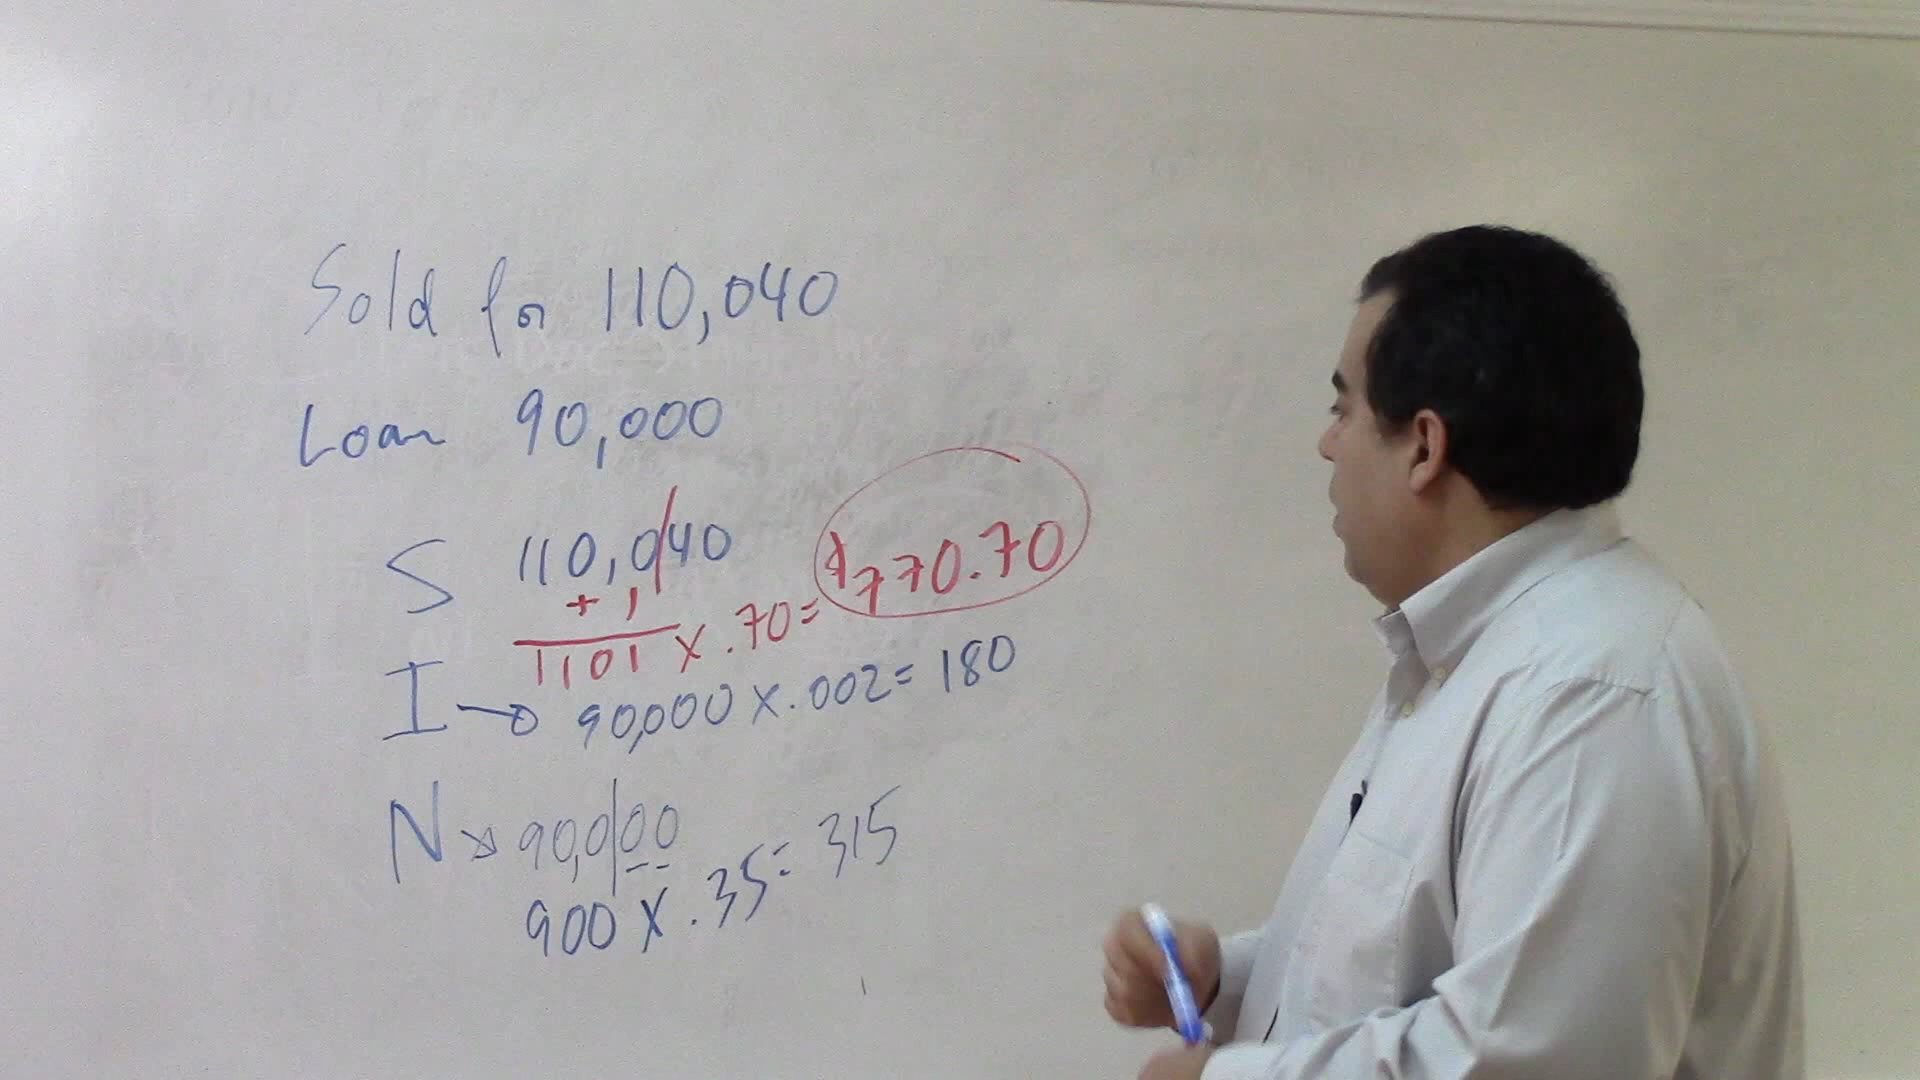 Sold for 110,040
Loan 90,000
S 110,040
+ 1
1101 x .70 = $770.70
I → 90,000 x .002 = 180
N → 90,000
900 x .35 = 315